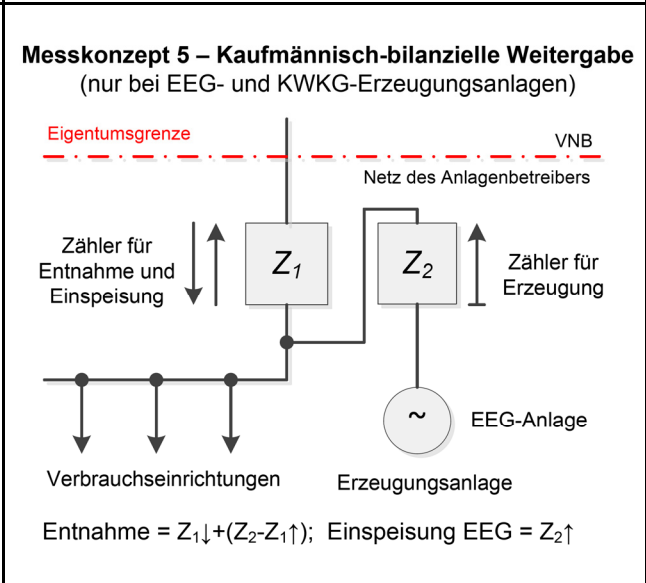 Messkonzept 5 – Kaufmännisch-bilanzielle Weitergabe
(nur bei EEG- und KWKG-Erzeugungsanlagen)
Eigentumsgrenze
VNB
Netz des Anlagenbetreibers
Zähler für
Entnahme und
Einspeisung
Z₁
Z₂
Zähler für
Erzeugung
~
EEG-Anlage
Verbrauchseinrichtungen
Erzeugungsanlage
Entnahme = Z₁↓+(Z₂-Z₁↑); Einspeisung EEG = Z₂↑